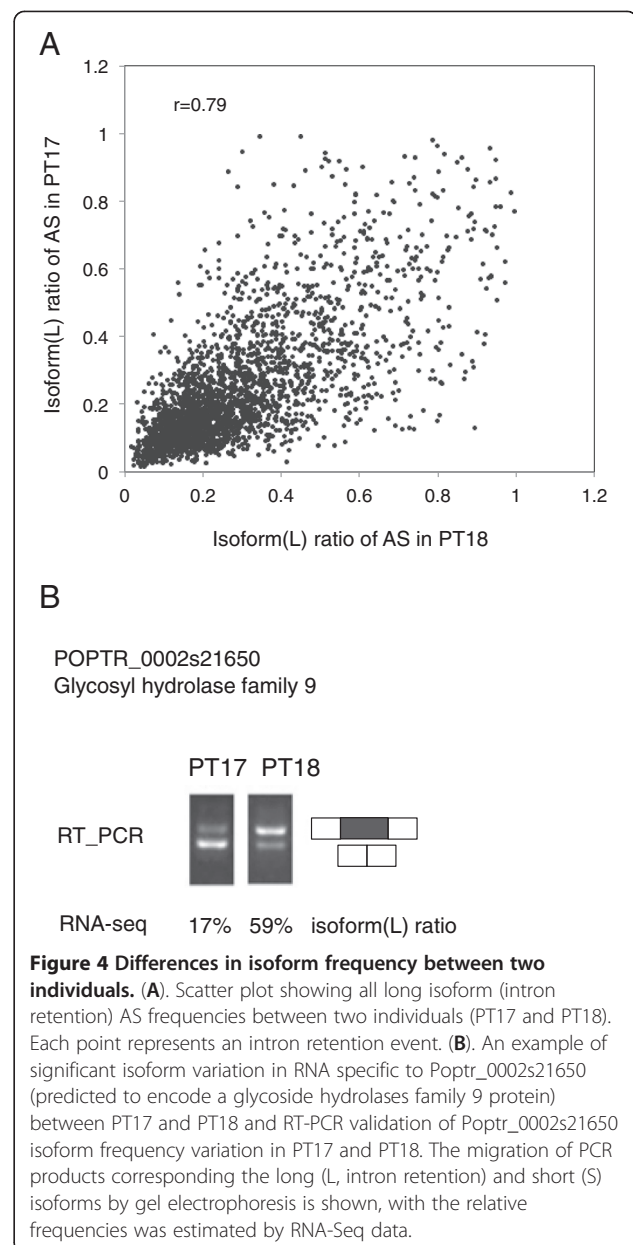 A
1.2
r=0.79
1
0.8
0.6
0.4
0.2
0
Isoform(L) ratio of AS in PT17
0 0.2 0.4 0.6 0.8 1 1.2
Isoform(L) ratio of AS in PT18
B
POPTR_0002s21650
Glycosyl hydrolase family 9
PT17 PT18
RT_PCR
RNA-seq 17% 59% isoform(L) ratio
Figure 4 Differences in isoform frequency between two
individuals. (A). Scatter plot showing all long isoform (intron
retention) AS frequencies between two individuals (PT17 and PT18).
Each point represents an intron retention event. (B). An example of
significant isoform variation in RNA specific to Poptr_0002s21650
(predicted to encode a glycoside hydrolases family 9 protein)
between PT17 and PT18 and RT-PCR validation of Poptr_0002s21650
isoform frequency variation in PT17 and PT18. The migration of PCR
products corresponding the long (L, intron retention) and short (S)
isoforms by gel electrophoresis is shown, with the relative
frequencies was estimated by RNA-Seq data.